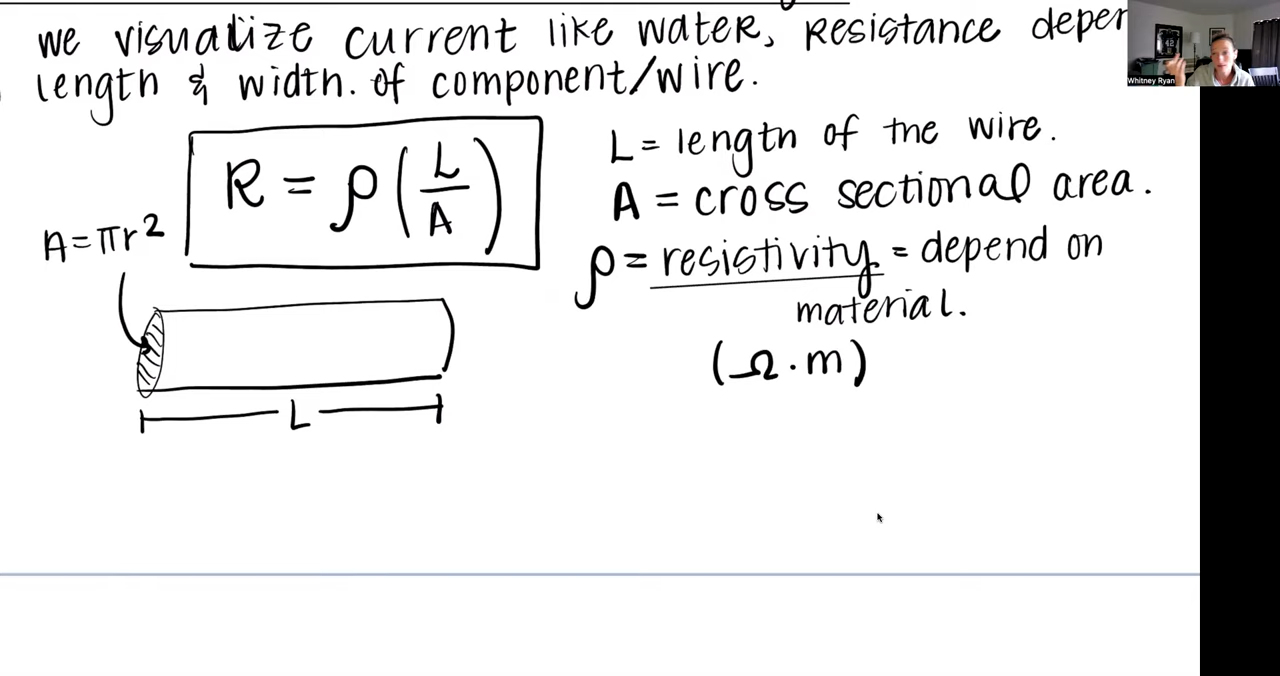 we visualize current like water, Resistance
length & width. of component/wire.
R = ρ(L/A)
L = length of the wire.
A = cross sectional area.
A = πr²
ρ = resistivity = depend on
material.
(Ω·m)
L
Whitney Ryan